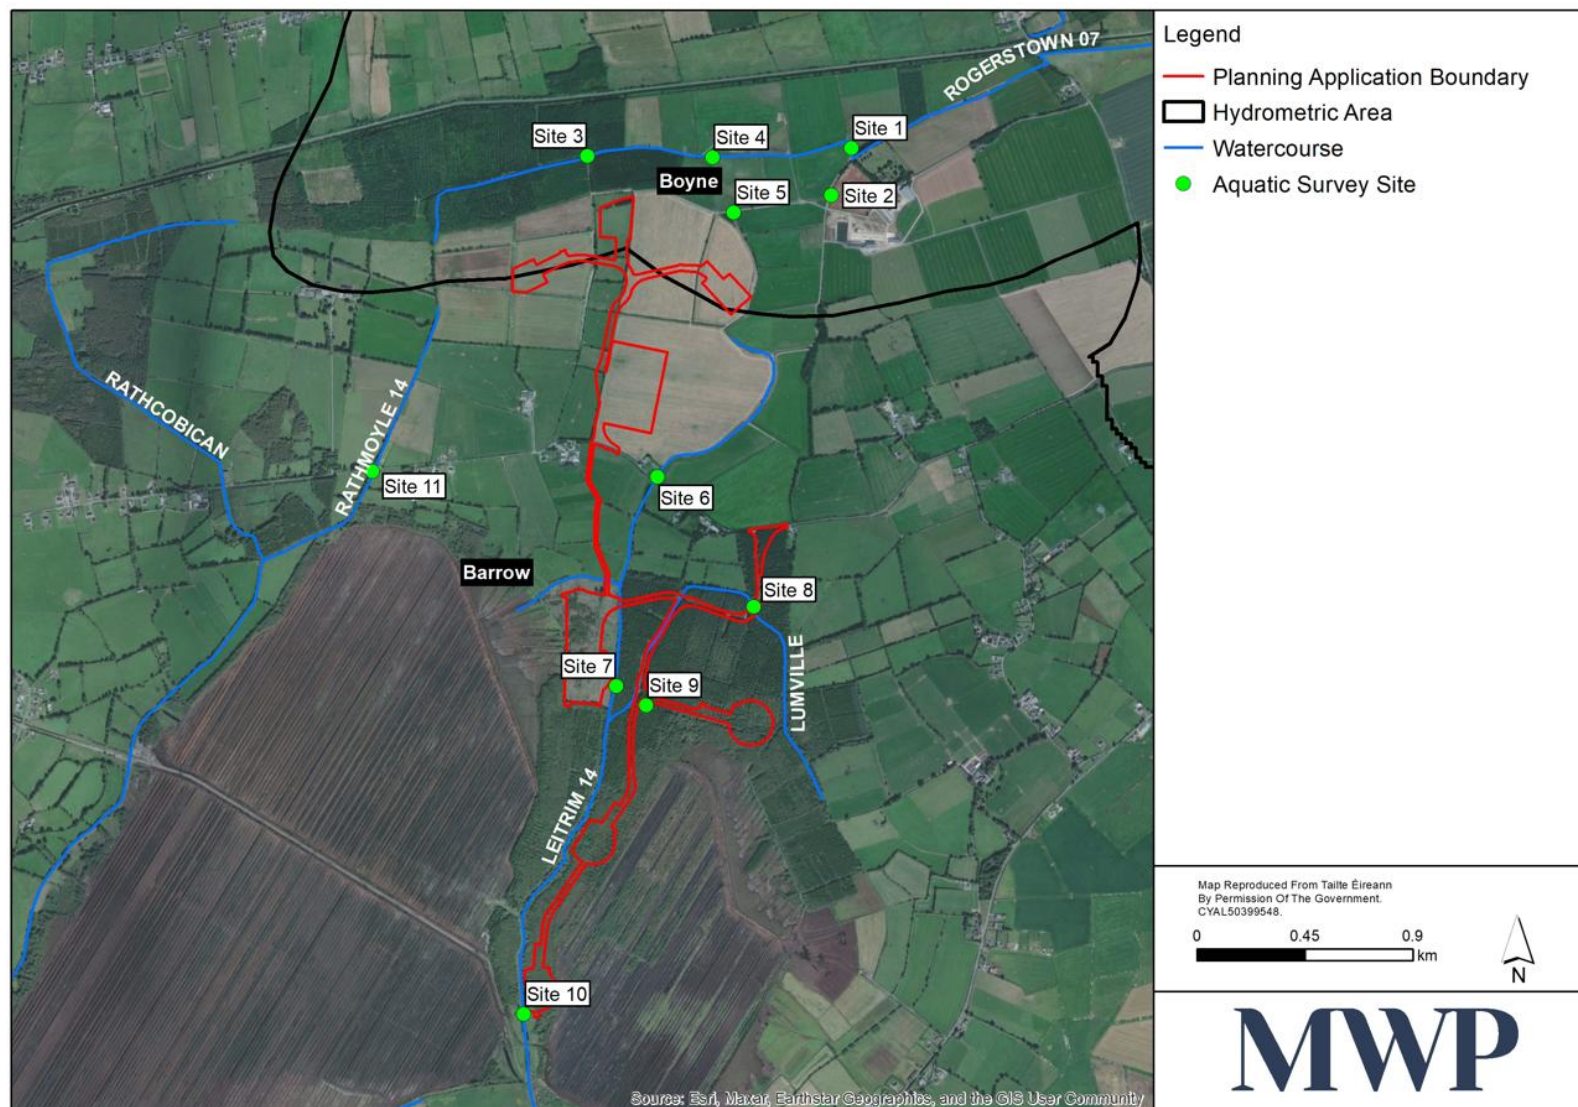 Legend
Planning Application Boundary
Hydrometric Area
Watercourse
Aquatic Survey Site
ROGERSTOWN 07
Site 1
Site 3
Site 4
Boyne
Site 5
Site 2
RATHCOBICAN
RATHMOYLE 14
Site 11
Site 6
Barrow
Site 8
LUMVILLE
Site 7
Site 9
LEITRIM 14
Site 10
Map Reproduced From Tailte Éireann
By Permission Of The Government.
CYAL50399548.
0 0.45 0.9
km
N
MWP
Source: Esri, Maxar, Earthstar Geographics, and the GIS User Community